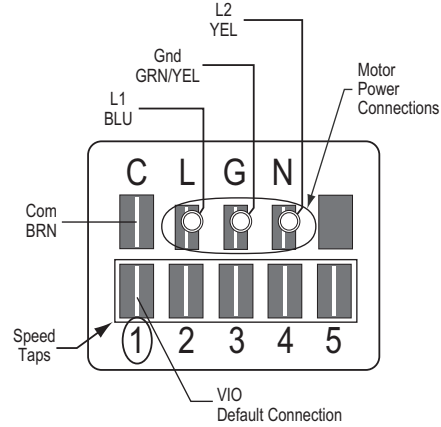 L2
YEL
Gnd
GRN/YEL
L1
BLU
Motor
Power
Connections
C L G N
Com
BRN
Speed
Taps
1 2 3 4 5
VIO
Default Connection